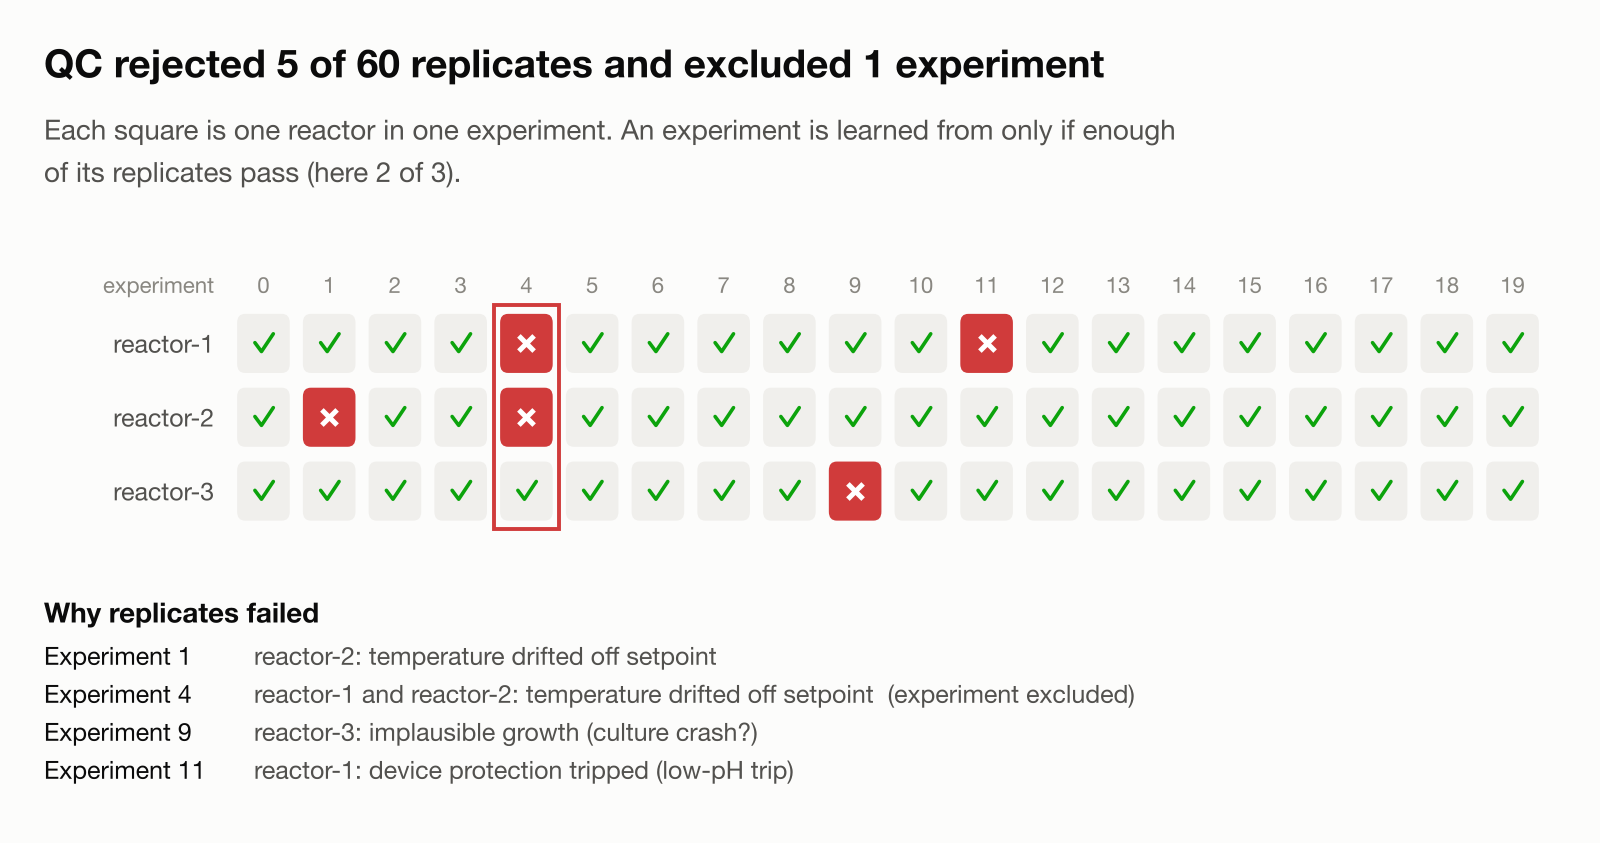 QC rejected 5 of 60 replicates and excluded 1 experiment
Each square is one reactor in one experiment. An experiment is learned from only if enough
of its replicates pass (here 2 of 3).
experiment 0 1 2 3 4 5 6 7 8 9 10 11 12 13 14 15 16 17 18 19
reactor-1
reactor-2
reactor-3
Why replicates failed
Experiment 1 reactor-2: temperature drifted off setpoint
Experiment 4 reactor-1 and reactor-2: temperature drifted off setpoint (experiment excluded)
Experiment 9 reactor-3: implausible growth (culture crash?)
Experiment 11 reactor-1: device protection tripped (low-pH trip)